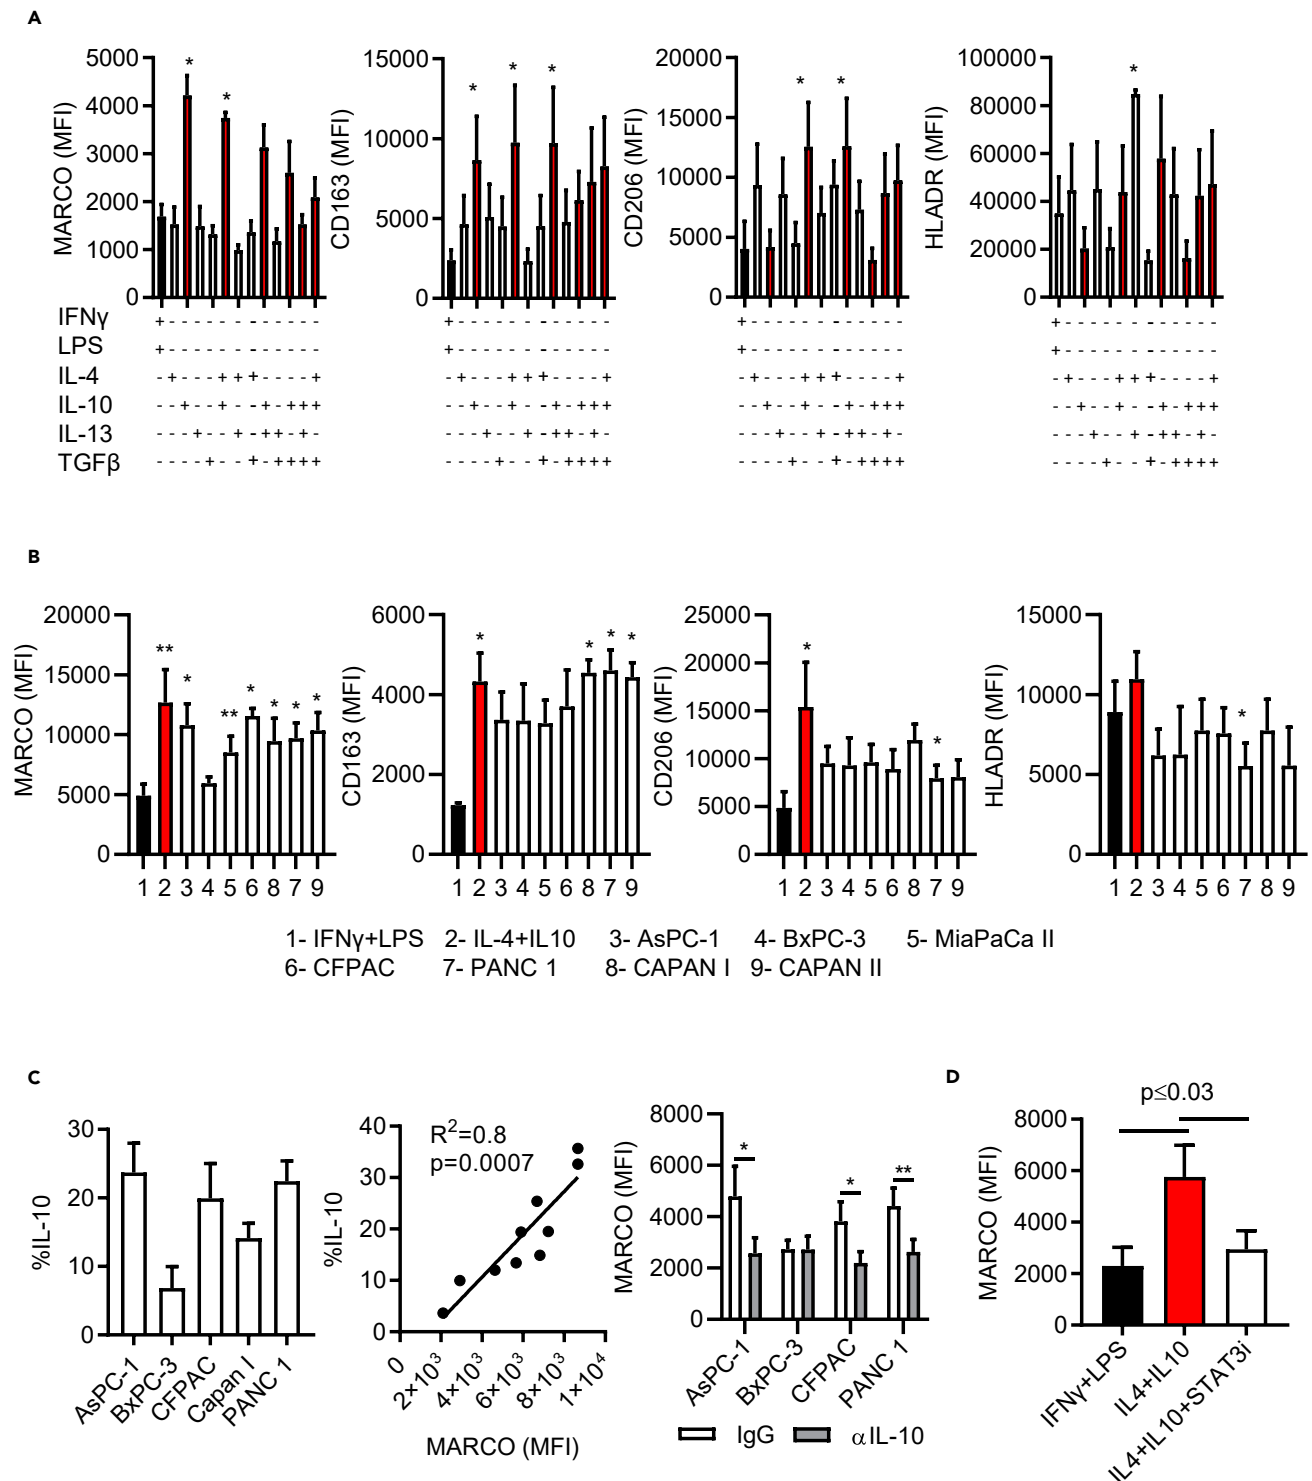 A
5000
4000
3000
2000
1000
0
MARCO (MFI)
* *
15000
10000
5000
0
CD163 (MFI)
* * *
20000
15000
10000
5000
0
CD206 (MFI)
* *
100000
80000
60000
40000
20000
0
HLADR (MFI)
*
IFNγ +------------ +------------ +------------ +------------
LPS +------------ +------------ +------------ +------------
IL-4 -+---+++----+ -+---+++----+ -+---+++----+ -+---+++----+
IL-10 --+--+--+-+++ --+--+--+-+++ --+--+--+-+++ --+--+--+-+++
IL-13 ---+--+-++-+- ---+--+-++-+- ---+--+-++-+- ---+--+-++-+-
TGFβ ----+--+-++++ ----+--+-++++ ----+--+-++++ ----+--+-++++
B
20000
15000
10000
5000
0
MARCO (MFI)
** * ** * * * *
1 2 3 4 5 6 8 7 9
6000
4000
2000
0
CD163 (MFI)
* * * *
1 2 3 4 5 6 8 7 9
25000
20000
15000
10000
5000
0
CD206 (MFI)
* *
1 2 3 4 5 6 8 7 9
15000
10000
5000
0
HLADR (MFI)
*
1 2 3 4 5 6 7 8 9
1- IFNγ+LPS 2- IL-4+IL10 3- AsPC-1 4- BxPC-3 5- MiaPaCa II
6- CFPAC 7- PANC 1 8- CAPAN I 9- CAPAN II
C
30
20
10
0
%IL-10
AsPC-1
BxPC-3
CFPAC
Capan I
PANC 1
40
30
20
10
0
%IL-10
R²=0.8
p=0.0007
0
2×10³
4×10³
6×10³
8×10³
1×10⁴
MARCO (MFI)
8000
6000
4000
2000
0
MARCO (MFI)
* * **
AsPC-1
BxPC-3
CFPAC
PANC 1
IgG αIL-10
D
p≤0.03
8000
6000
4000
2000
0
MARCO (MFI)
IFNγ+LPS
IL4+IL10
IL4+IL10+STAT3i